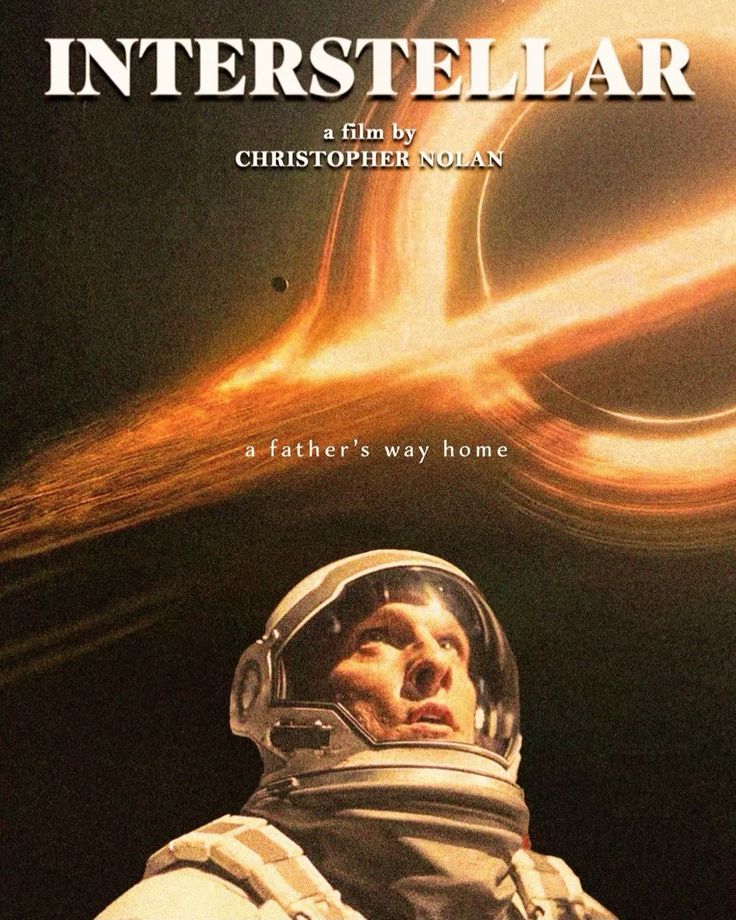 INTERSTELLAR
a film by
CHRISTOPHER NOLAN
a father's way home